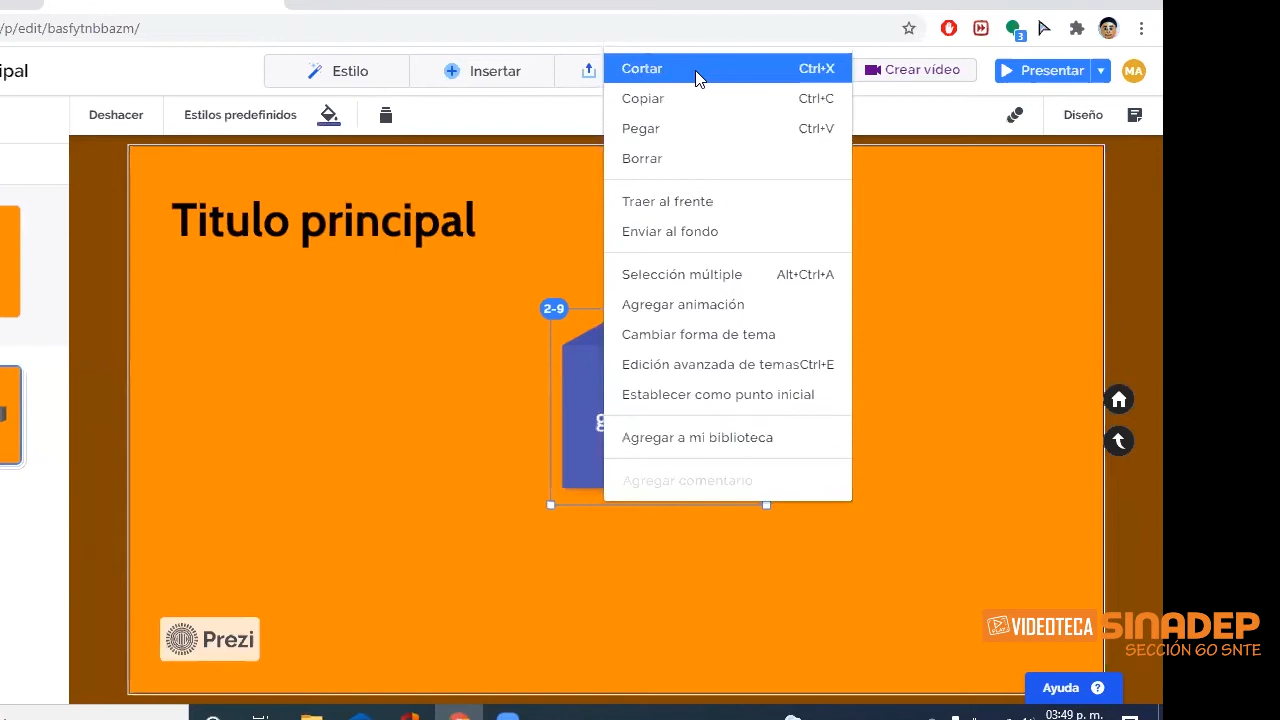 /p/edit/basfytnbbazm/
3
ipal
Estilo
Insertar
Crear vídeo
Presentar
MA
Deshacer
Estilos predefinidos
Diseño
Cortar Ctrl+X
Copiar Ctrl+C
Pegar Ctrl+V
Borrar
Traer al frente
Enviar al fondo
Selección múltiple Alt+Ctrl+A
Agregar animación
Cambiar forma de tema
Edición avanzada de temasCtrl+E
Establecer como punto inicial
Agregar a mi biblioteca
Agregar comentario
Titulo principal
2-9
g
Prezi
VIDEOTECA
SINADEP
SECCIÓN 60 SNTE
Ayuda
03:49 p. m.